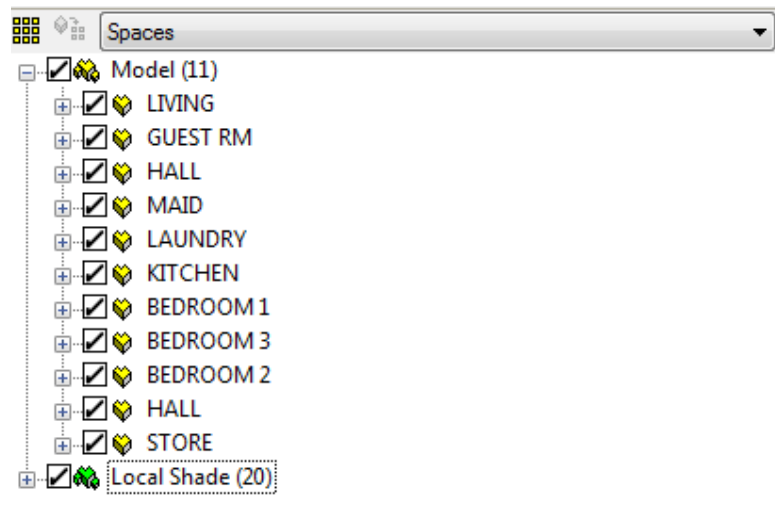 Spaces
Model (11)
LIVING
GUEST RM
HALL
MAID
LAUNDRY
KITCHEN
BEDROOM 1
BEDROOM 3
BEDROOM 2
HALL
STORE
Local Shade (20)